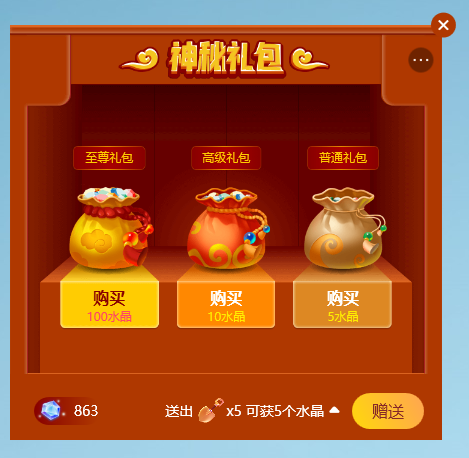 神秘礼包
至尊礼包 高级礼包 普通礼包
购买 购买 购买
100水晶 10水晶 5水晶
863 送出 x5 可获5个水晶 赠送